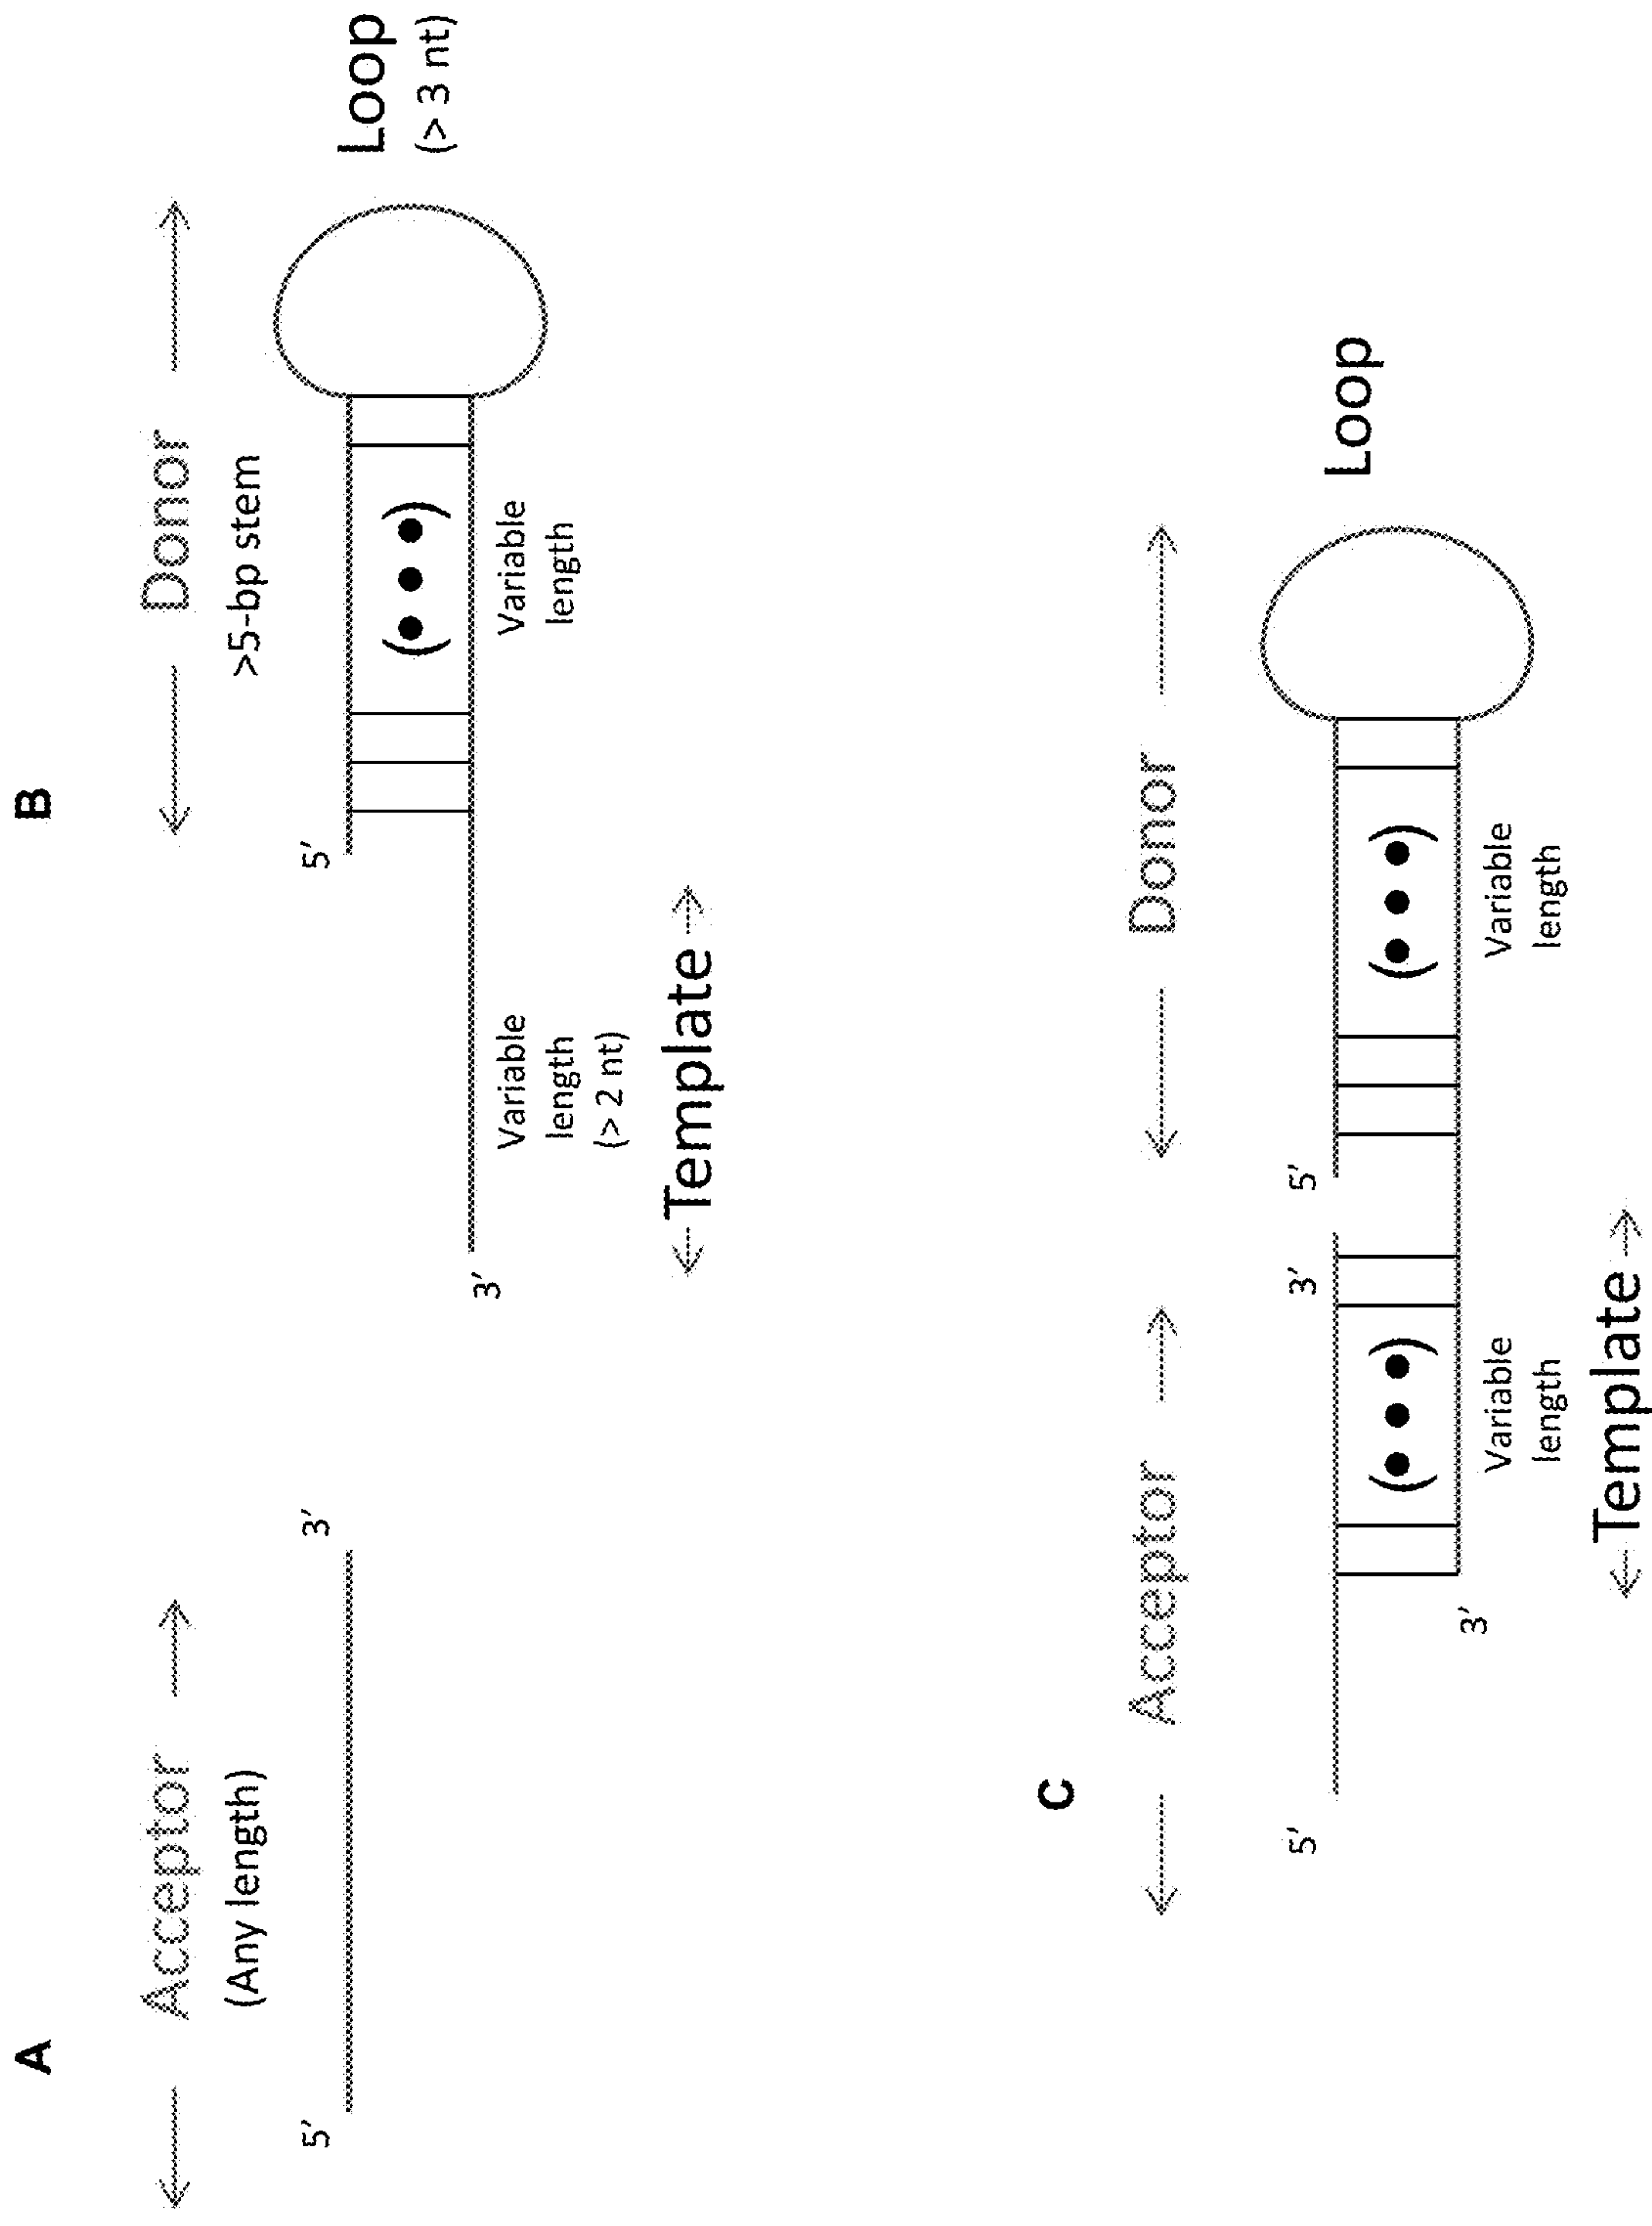 A
Acceptor
(Any length)
5′
3′
B
Donor
>5-bp stem
Loop
(> 3 nt)
5′
(•••)
Variable
length
3′
Variable
length
(> 2 nt)
Template
C
Acceptor
Donor
5′
3′
5′
Loop
(•••)
(•••)
3′
Variable
length
Variable
length
Template